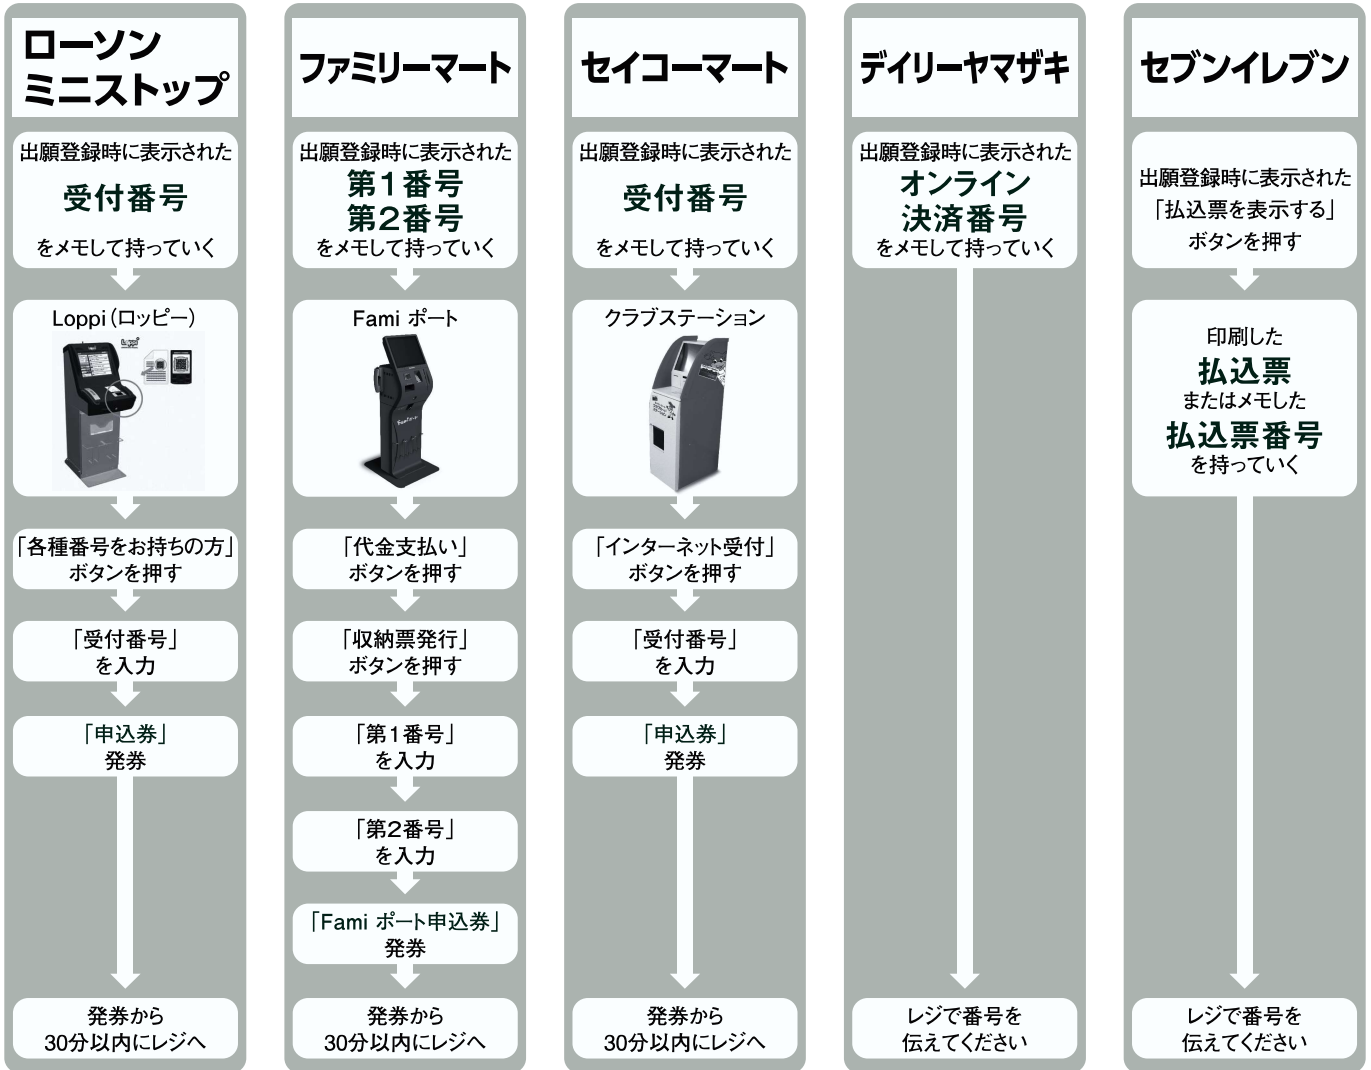 ローソン
ミニストップ
出願登録時に表示された
受付番号
をメモして持っていく
Loppi(ロッピー)
Loppi
「各種番号をお持ちの方」
ボタンを押す
「受付番号」
を入力
「申込券」
発券
発券から
30分以内にレジへ
ファミリーマート
出願登録時に表示された
第1番号
第2番号
をメモして持っていく
Fami ポート
「代金支払い」
ボタンを押す
「収納票発行」
ボタンを押す
「第1番号」
を入力
「第2番号」
を入力
「Fami ポート申込券」
発券
発券から
30分以内にレジへ
セイコーマート
出願登録時に表示された
受付番号
をメモして持っていく
クラブステーション
「インターネット受付」
ボタンを押す
「受付番号」
を入力
「申込券」
発券
発券から
30分以内にレジへ
デイリーヤマザキ
出願登録時に表示された
オンライン
決済番号
をメモして持っていく
レジで番号を
伝えてください
セブンイレブン
出願登録時に表示された
「払込票を表示する」
ボタンを押す
印刷した
払込票
またはメモした
払込票番号
を持っていく
レジで番号を
伝えてください